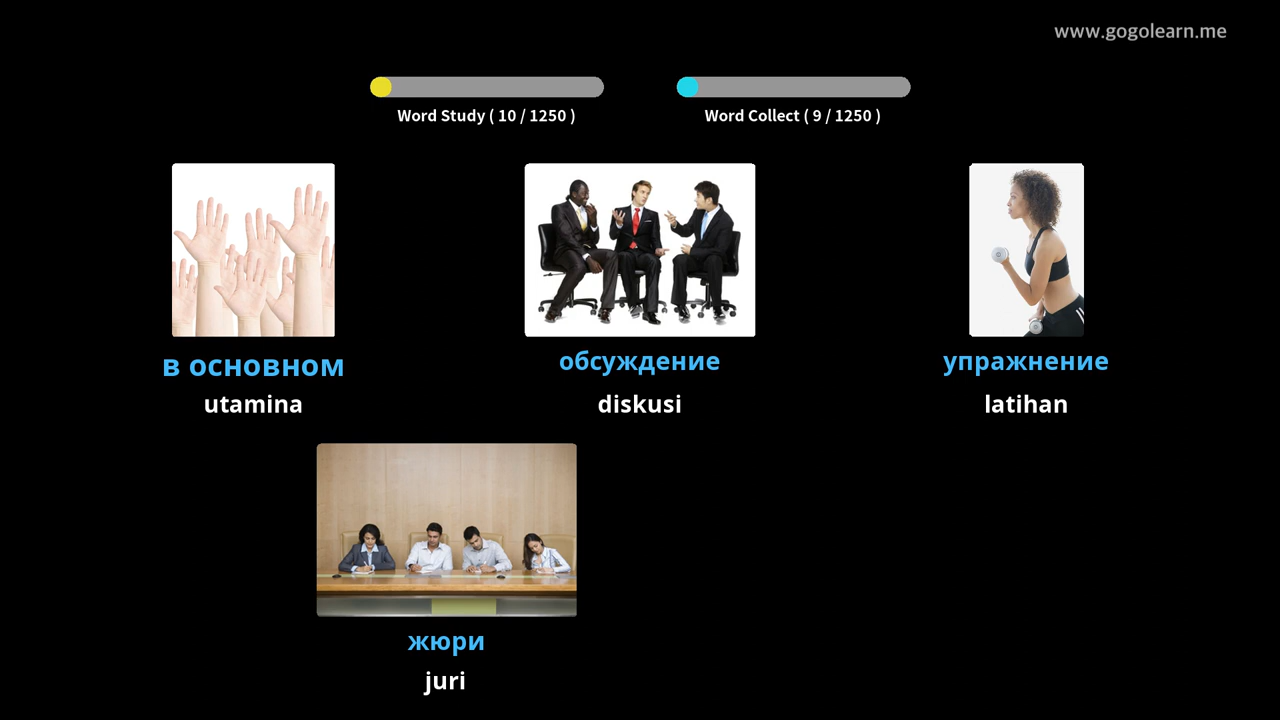 www.gogolearn.me
Word Study ( 10 / 1250 )
Word Collect ( 9 / 1250 )
в основном
utamina
обсуждение
diskusi
упражнение
latihan
жюри
juri